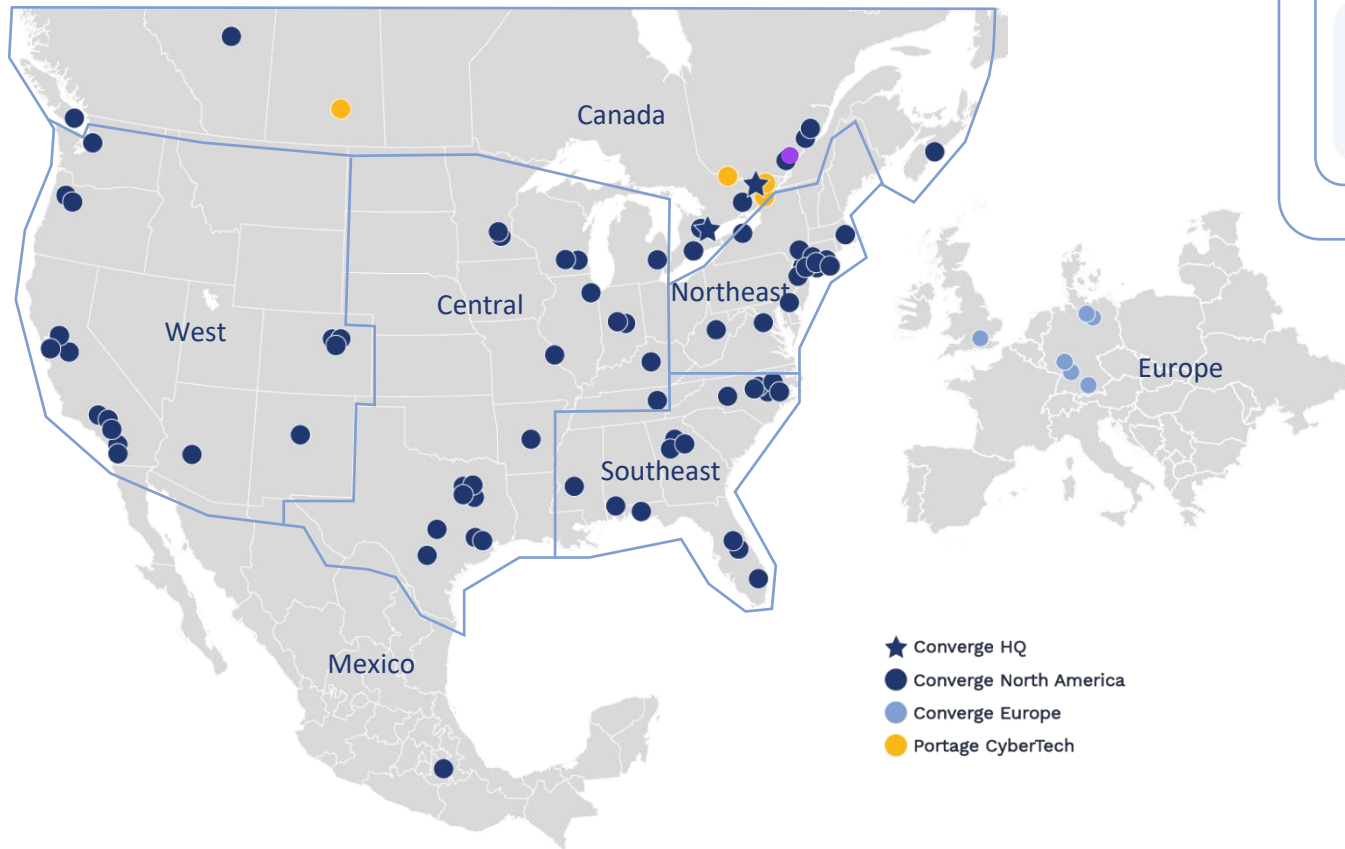 Canada
Northeast
Central
West
Europe
Southeast
Mexico
Converge HQ
Converge North America
Converge Europe
Portage CyberTech